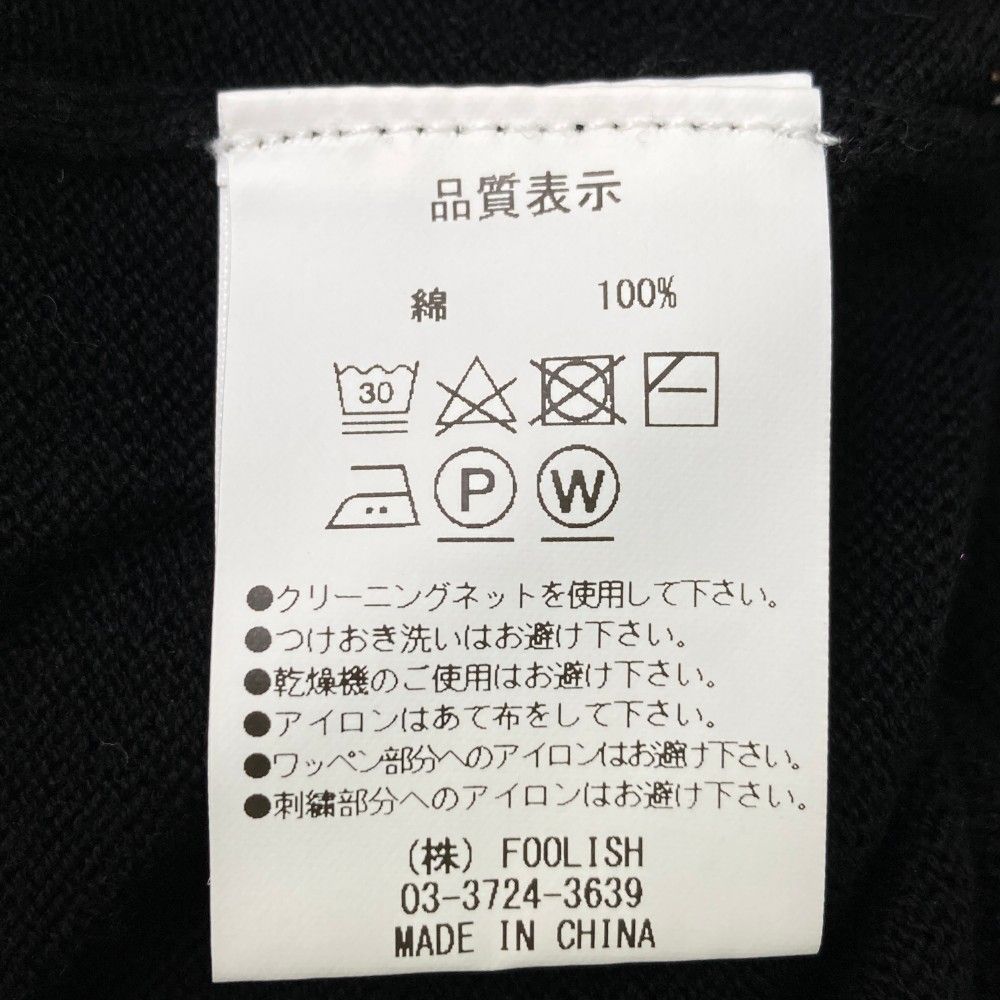 品質表示
綿 100%
30
P W
●クリーニングネットを使用して下さい。
●つけおき洗いはお避け下さい。
●乾燥機のご使用はお避け下さい。
●アイロンはあて布をして下さい。
●ワッペン部分へのアイロンはお避け下さい。
●刺繍部分へのアイロンはお避け下さい。
(株) FOOLISH
03-3724-3639
MADE IN CHINA